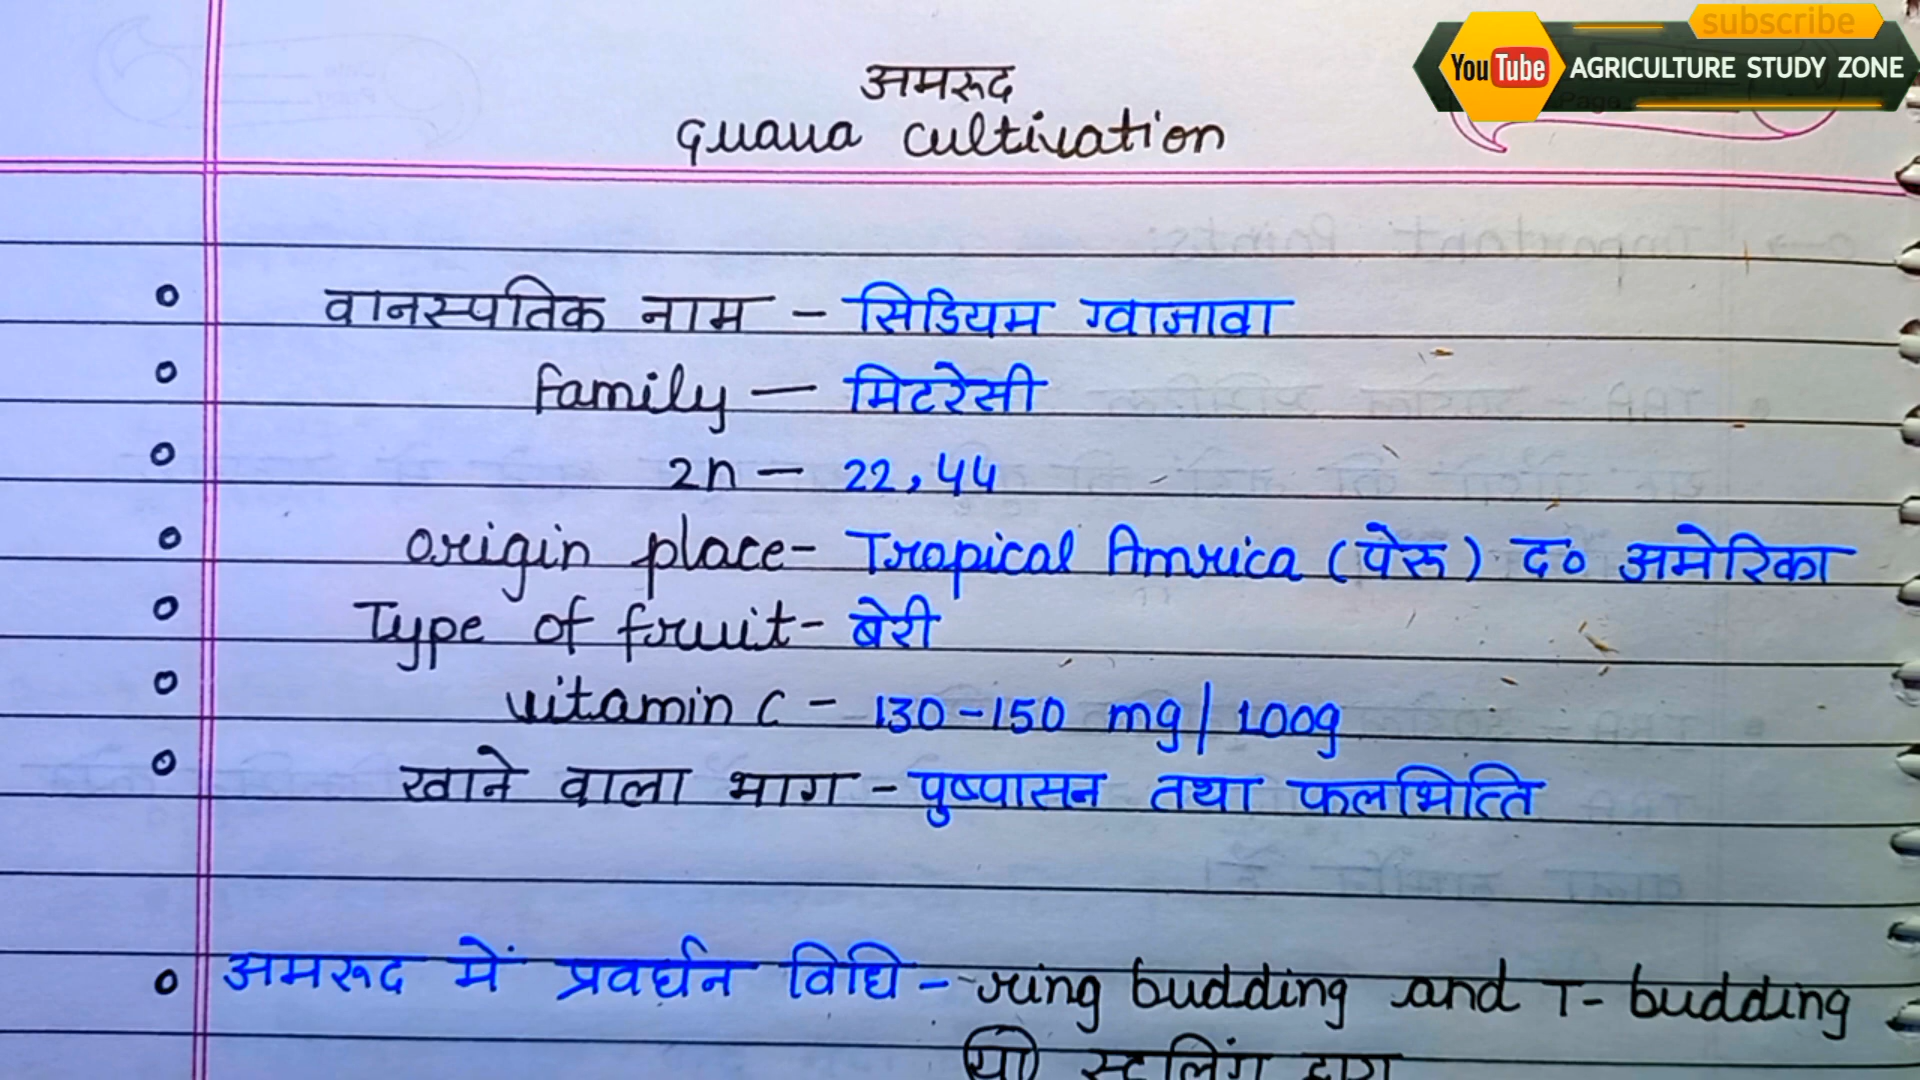 subscribe
YouTube AGRICULTURE STUDY ZONE
अमरूद
Guava cultivation
वानस्पतिक नाम - सिडियम ग्वाजावा
family - मिटरेसी
2n - 22,44
origin place - Tropical Amrica (पेरू) द० अमेरिका
Type of fruit - बेरी
vitamin C - 130-150 mg/100g
खाने वाला भाग - पुष्पासन तथा फलभित्ति
अमरूद में प्रवर्धन विधि - ring budding and T-budding
या स्टूलिंग द्वारा